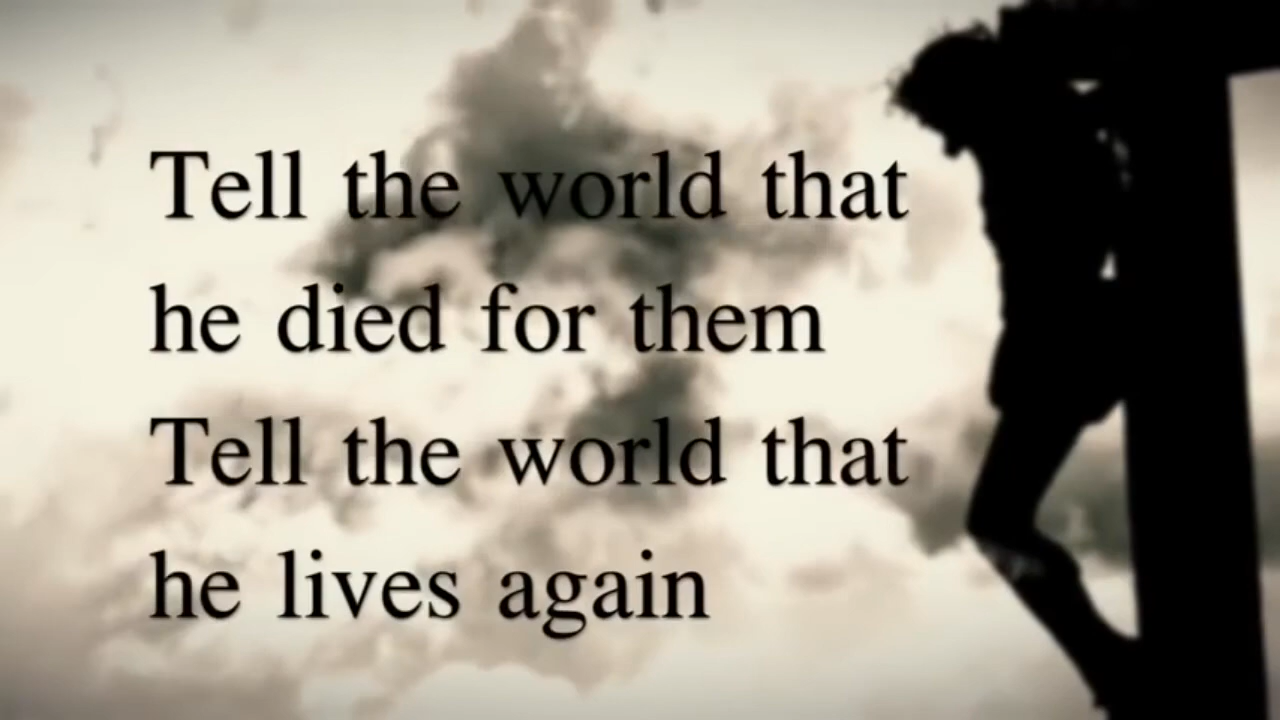 Tell the world that
he died for them
Tell the world that
he lives again